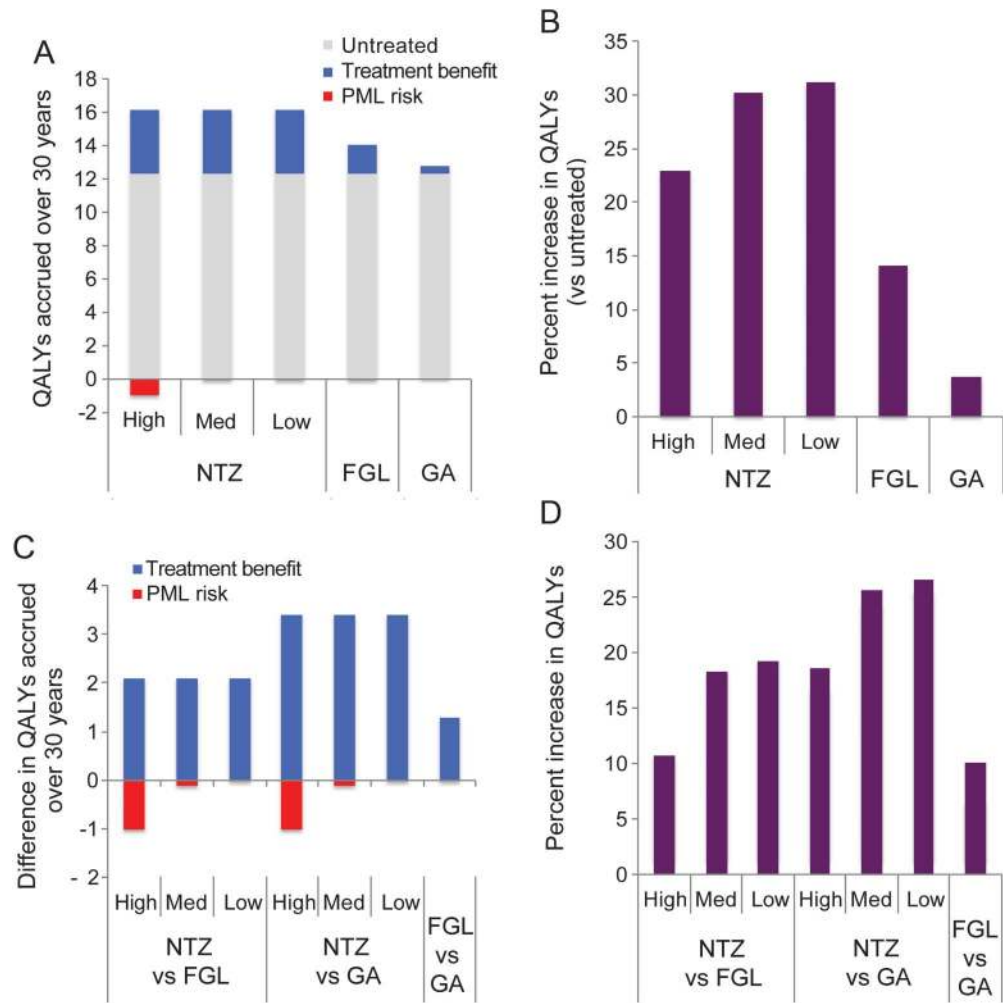 A
Untreated
Treatment benefit
PML risk
QALYs accrued over 30 years
18
16
14
12
10
8
6
4
2
0
-2
High
Med
Low
NTZ
FGL
GA
B
Percent increase in QALYs
(vs untreated)
35
30
25
20
15
10
5
0
High
Med
Low
NTZ
FGL
GA
C
Treatment benefit
PML risk
Difference in QALYs accrued
over 30 years
4
3
2
1
0
-1
- 2
High
Med
Low
High
Med
Low
NTZ
vs FGL
NTZ
vs GA
FGL
vs
GA
D
Percent increase in QALYs
30
25
20
15
10
5
0
High
Med
Low
High
Med
Low
NTZ
vs FGL
NTZ
vs GA
FGL
vs
GA